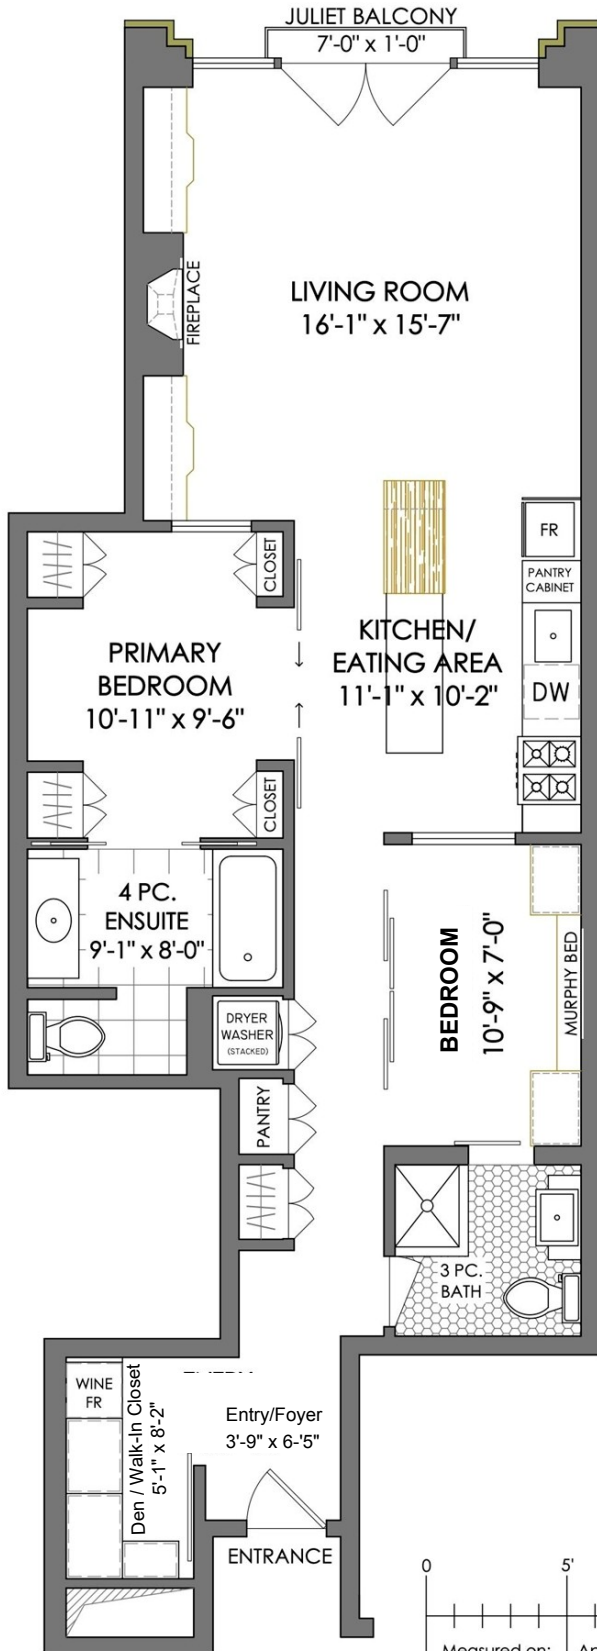 JULIET BALCONY
7'-0" x 1'-0"
FIREPLACE
LIVING ROOM
16'-1" x 15'-7"
CLOSET
FR
PANTRY
CABINET
PRIMARY
BEDROOM
10'-11" x 9'-6"
KITCHEN/
EATING AREA
11'-1" x 10'-2"
DW
CLOSET
4 PC.
ENSUITE
9'-1" x 8'-0"
BEDROOM
10'-9" x 7'-0"
MURPHY BED
DRYER
WASHER
(STACKED)
PANTRY
3 PC.
BATH
WINE
FR
Den / Walk-In Closet
5'-1" x 8'-2"
Entry/Foyer
3'-9" x 6-'5"
ENTRANCE
0 5'
Measured on: